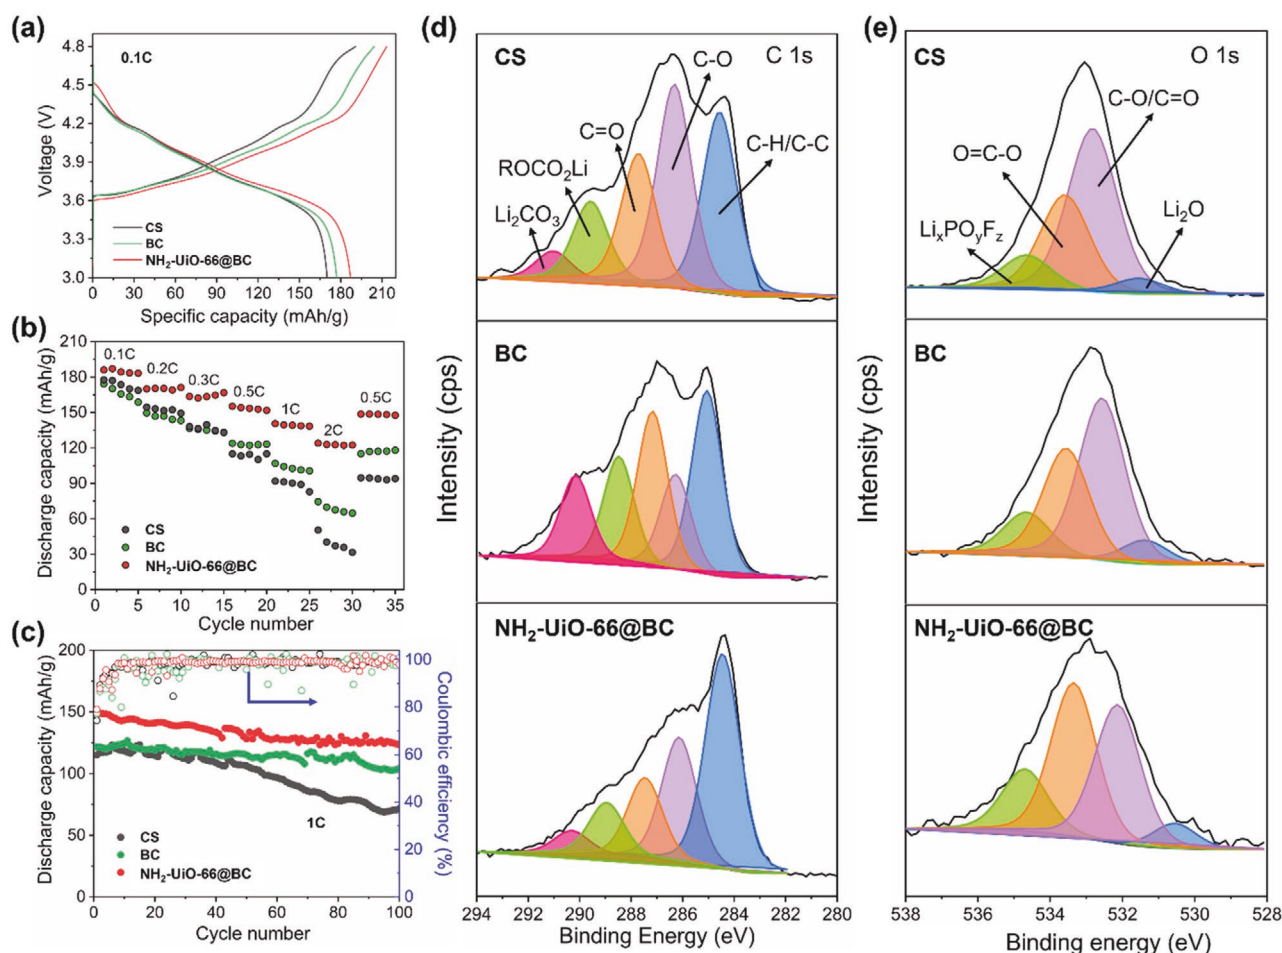 (a)
0.1C
4.8
4.5
4.2
3.9
3.6
3.3
3.0
Voltage (V)
CS
BC
NH₂-UiO-66@BC
0 30 60 90 120 150 180 210
Specific capacity (mAh/g)
(b)
210
180
150
120
90
60
30
0
Discharge capacity (mAh/g)
0.1C
0.2C
0.3C
0.5C
1C
2C
0.5C
CS
BC
NH₂-UiO-66@BC
0 5 10 15 20 25 30 35
Cycle number
(c)
200
150
100
50
0
Discharge capacity (mAh/g)
1C
CS
BC
NH₂-UiO-66@BC
100
80
60
40
20
0
Coulombic efficiency (%)
0 20 40 60 80 100
Cycle number
(d)
CS
C 1s
C-O
C=O
C-H/C-C
ROCO₂Li
Li₂CO₃
BC
NH₂-UiO-66@BC
Intensity (cps)
294 292 290 288 286 284 282 280
Binding Energy (eV)
(e)
CS
O 1s
C-O/C=O
O=C-O
Li₂O
LiₓPOᵧF_z
BC
NH₂-UiO-66@BC
Intensity (cps)
538 536 534 532 530 528
Binding energy (eV)